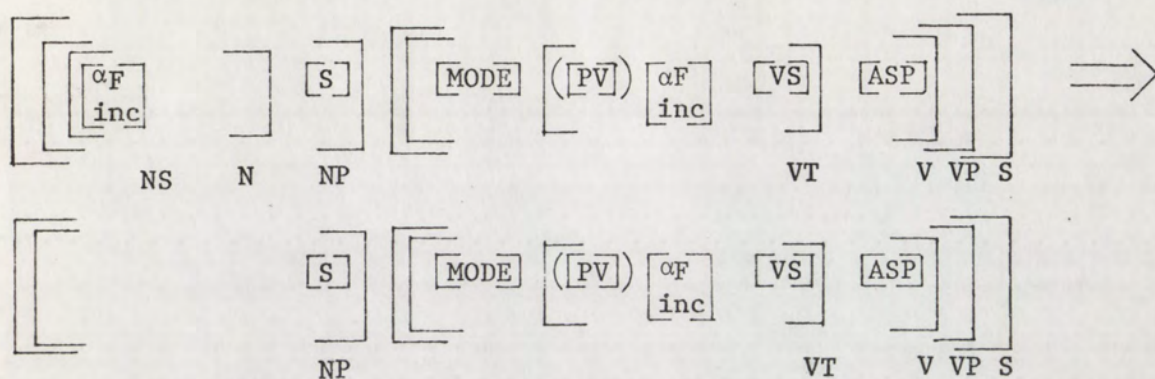 αF S MODE (PV) αF VS ASP ⟹
inc inc
NS N NP VT V VP S
S MODE (PV) αF VS ASP
inc
NP VT V VP S